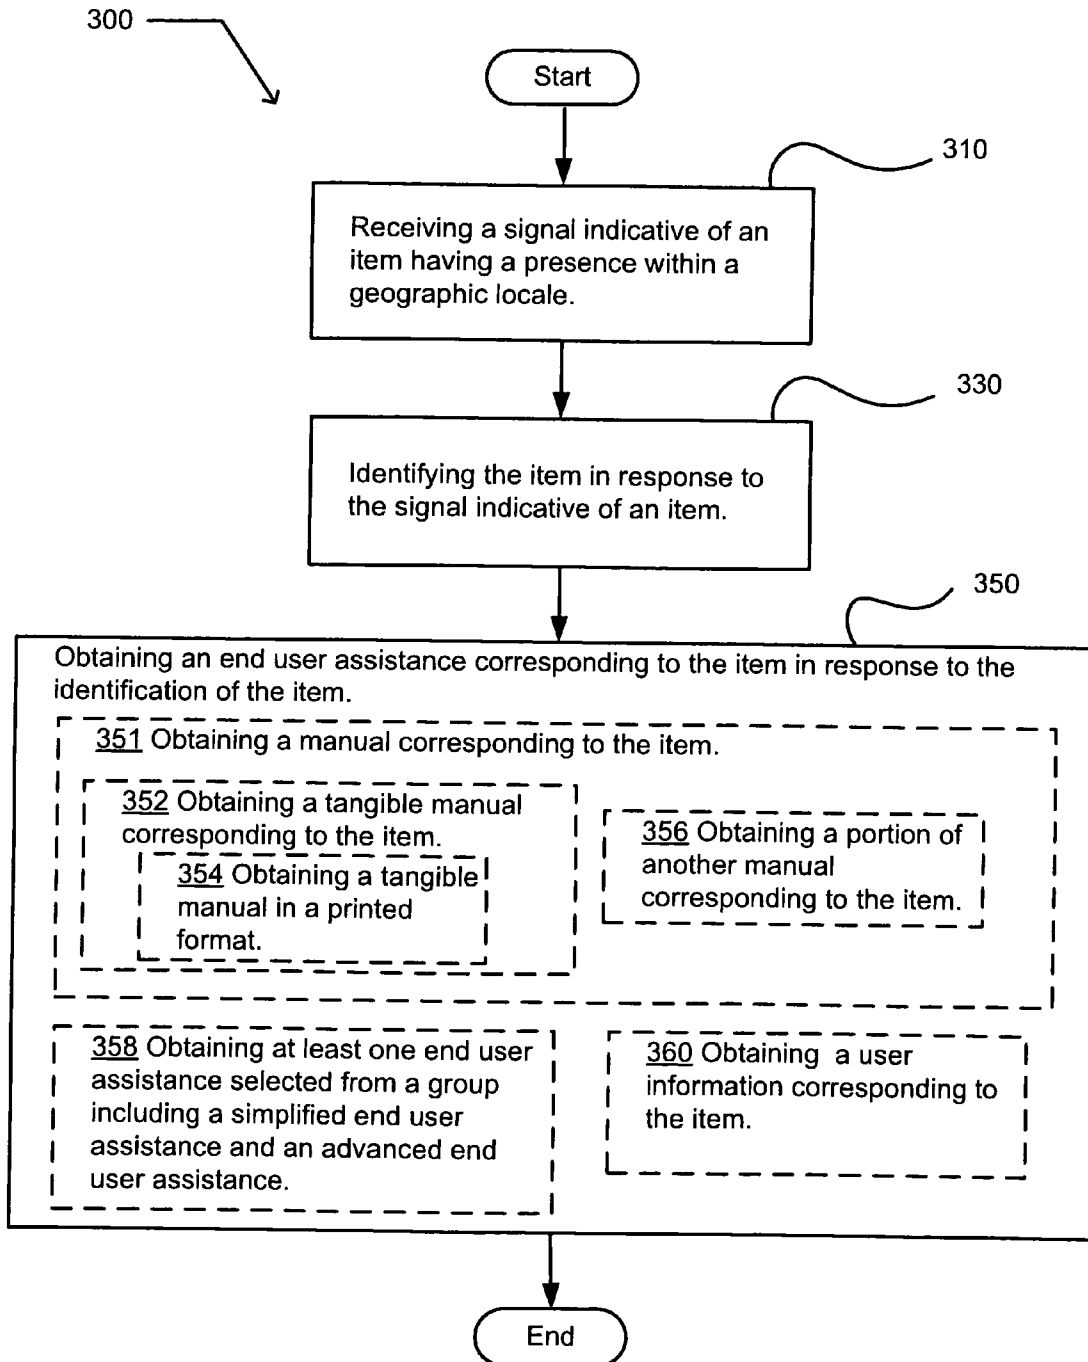 300
Start
310
Receiving a signal indicative of an
item having a presence within a
geographic locale.
330
Identifying the item in response to
the signal indicative of an item.
350
Obtaining an end user assistance corresponding to the item in response to the
identification of the item.
351 Obtaining a manual corresponding to the item.
352 Obtaining a tangible manual
corresponding to the item.
354 Obtaining a tangible
manual in a printed
format.
356 Obtaining a portion of
another manual
corresponding to the item.
358 Obtaining at least one end user
assistance selected from a group
including a simplified end user
assistance and an advanced end
user assistance.
360 Obtaining a user
information corresponding to
the item.
End